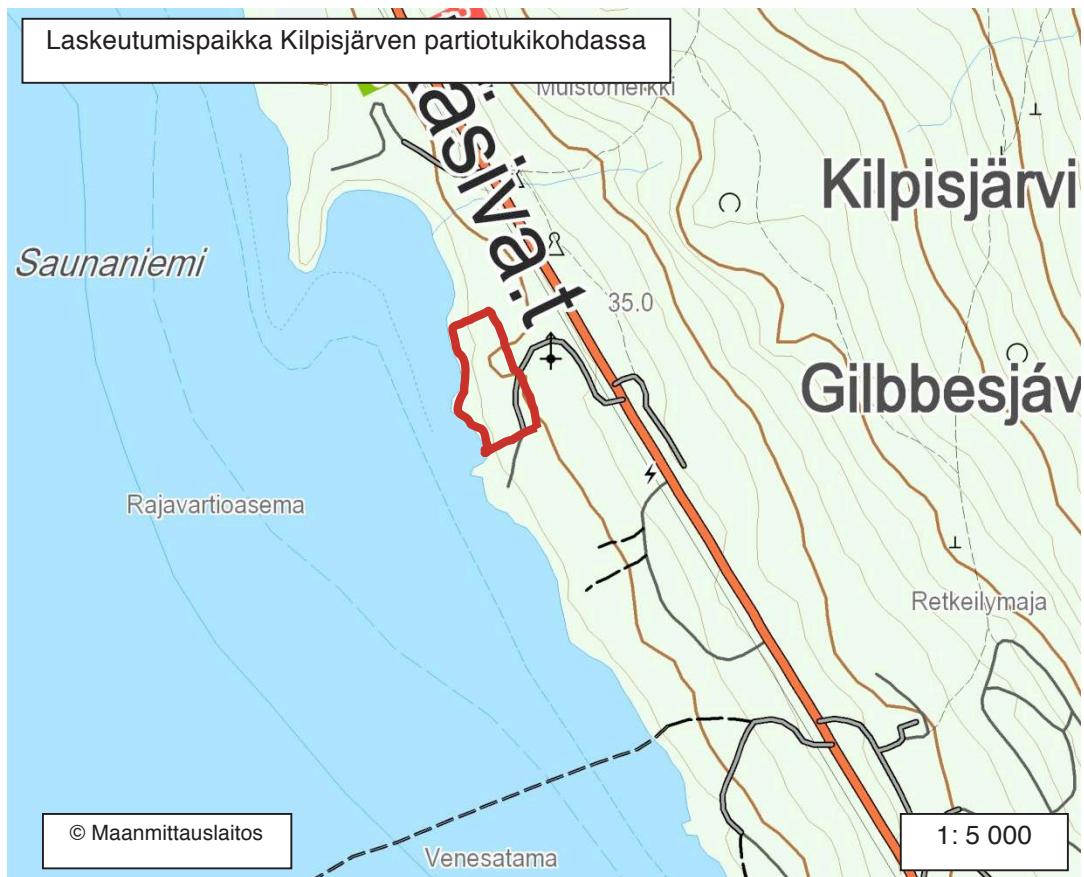 Laskeutumispaikka Kilpisjärven partiotukikohdassa
Muistomerkki
Kilpisjärvi
Saunaniemi
35.0
Gilbbesjáv
Rajavartioasema
Retkeilymaja
© Maanmittauslaitos
1: 5 000
Venesatama